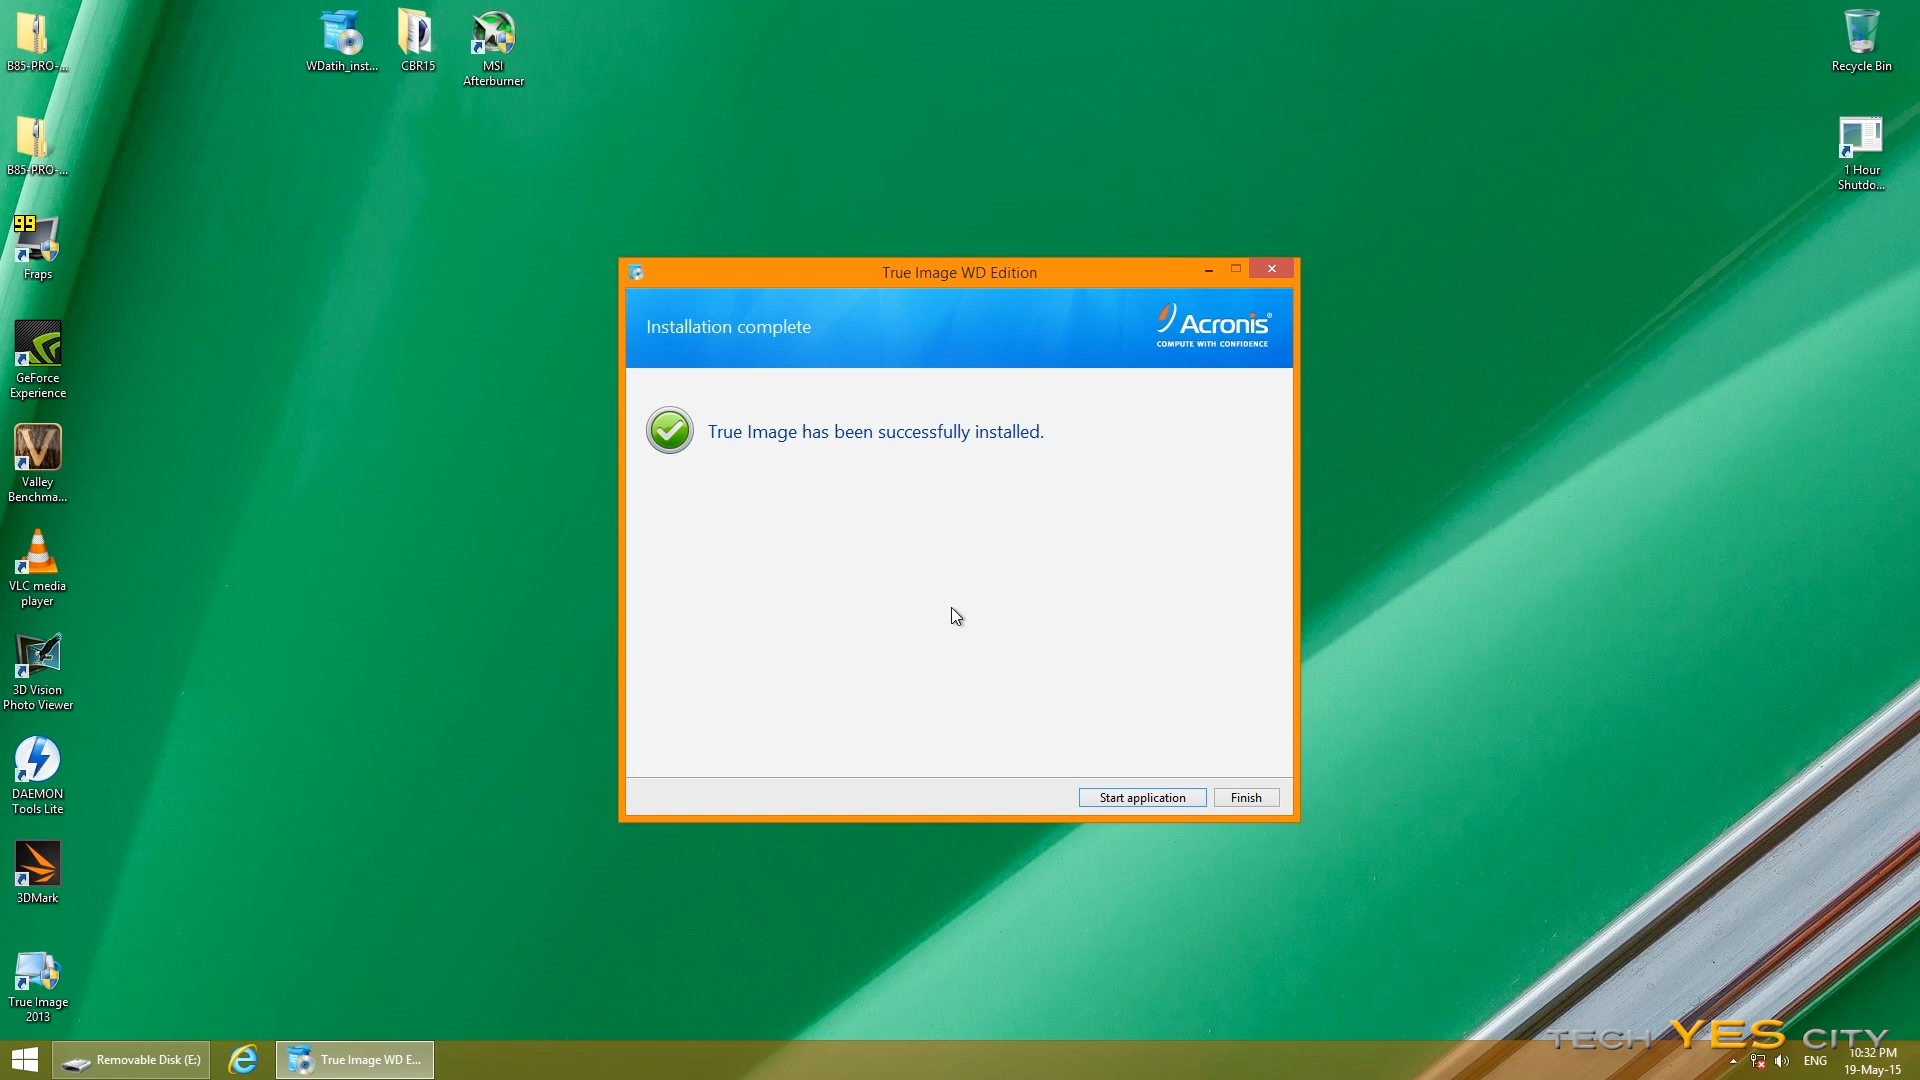 B85-PRO-...
WDatih_inst...
CBR15
MSI
Afterburner
Recycle Bin
B85-PRO-...
1 Hour
Shutdo...
99
Fraps
GeForce
Experience
Valley
Benchma...
VLC media
player
3D Vision
Photo Viewer
DAEMON
Tools Lite
3DMark
True Image
2013
True Image WD Edition
Installation complete
Acronis®
COMPUTE WITH CONFIDENCE
True Image has been successfully installed.
Start application
Finish
TECH YES CITY
Removable Disk (E:)
True Image WD E...
ENG
10:32 PM
19-May-15